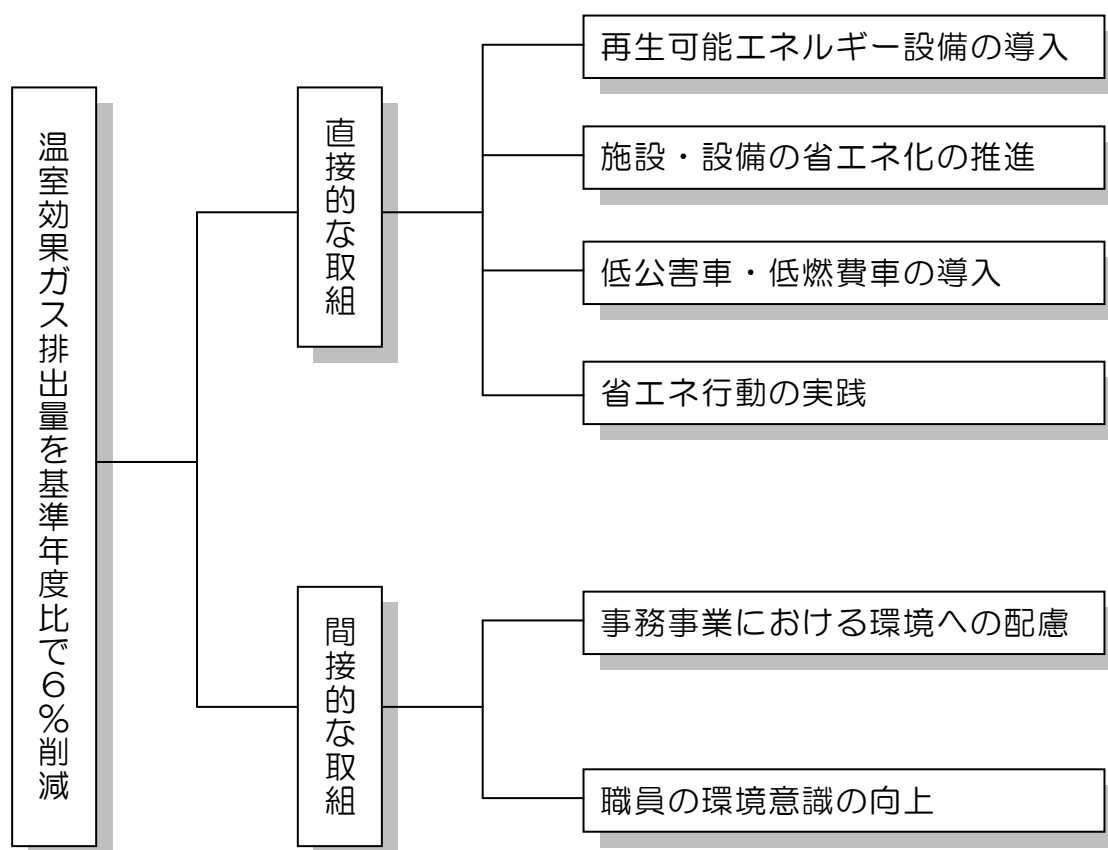 温室効果ガス排出量を基準年度比で６％削減
直接的な取組
再生可能エネルギー設備の導入
施設・設備の省エネ化の推進
低公害車・低燃費車の導入
省エネ行動の実践
間接的な取組
事務事業における環境への配慮
職員の環境意識の向上